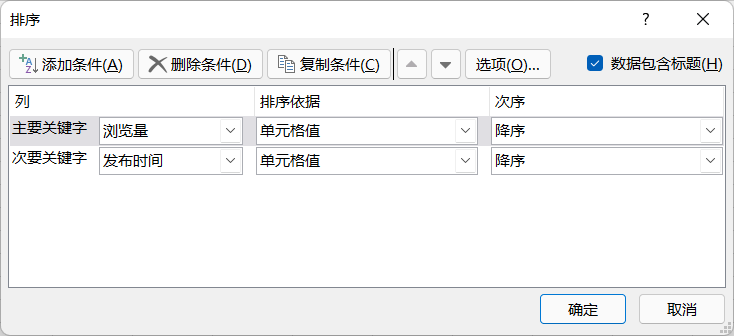 排序
?
添加条件(A) 删除条件(D) 复制条件(C) 选项(O)... 数据包含标题(H)
列 排序依据 次序
主要关键字 浏览量 单元格值 降序
次要关键字 发布时间 单元格值 降序
确定 取消